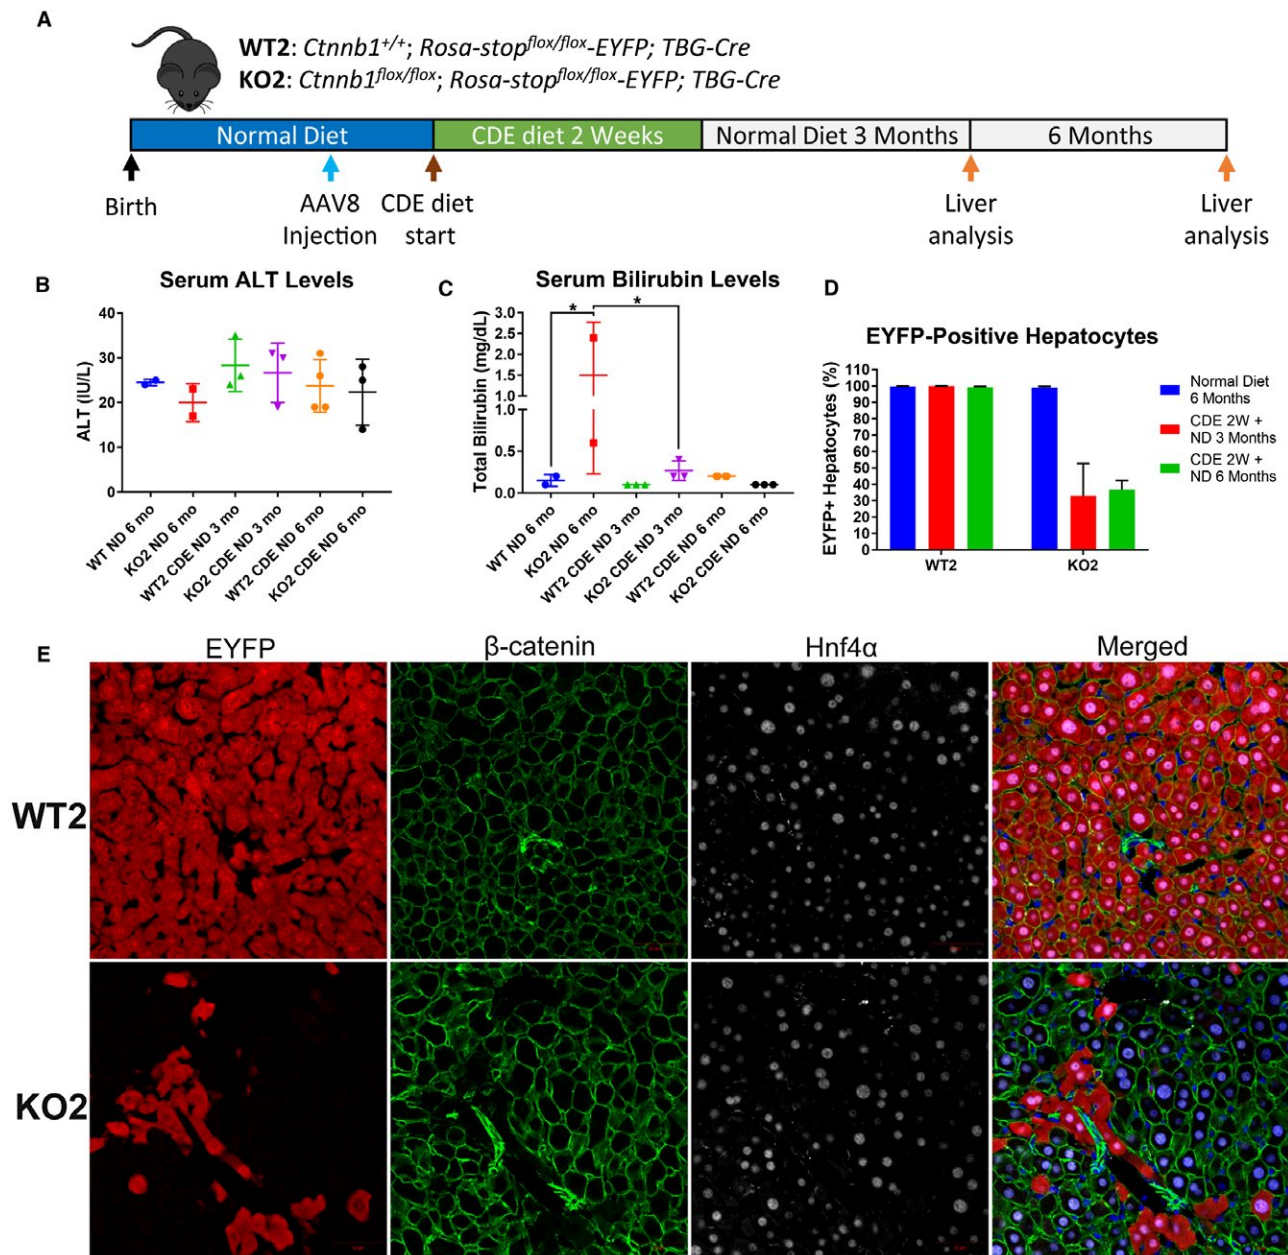 A
WT2: Ctnnb1+/+; Rosa-stopflox/flox-EYFP; TBG-Cre
KO2: Ctnnb1flox/flox; Rosa-stopflox/flox-EYFP; TBG-Cre
Normal Diet
CDE diet 2 Weeks
Normal Diet 3 Months
6 Months
Birth
AAV8
Injection
CDE diet
start
Liver
analysis
Liver
analysis
B
Serum ALT Levels
ALT (IU/L)
40
30
20
10
0
WT ND 6 mo
KO2 ND 6 mo
WT2 CDE ND 3 mo
KO2 CDE ND 3 mo
WT2 CDE ND 6 mo
KO2 CDE ND 6 mo
C
Serum Bilirubin Levels
Total Bilirubin (mg/dL)
3.0
2.5
1.5
1.0
0.5
0.0
*
*
WT ND 6 mo
KO2 ND 6 mo
WT2 CDE ND 3 mo
KO2 CDE ND 3 mo
WT2 CDE ND 6 mo
KO2 CDE ND 6 mo
D
EYFP-Positive Hepatocytes
EYFP+ Hepatocytes (%)
110
100
90
80
70
60
50
40
30
20
10
0
WT2
KO2
Normal Diet
6 Months
CDE 2W +
ND 3 Months
CDE 2W +
ND 6 Months
E
EYFP
β-catenin
Hnf4α
Merged
WT2
KO2